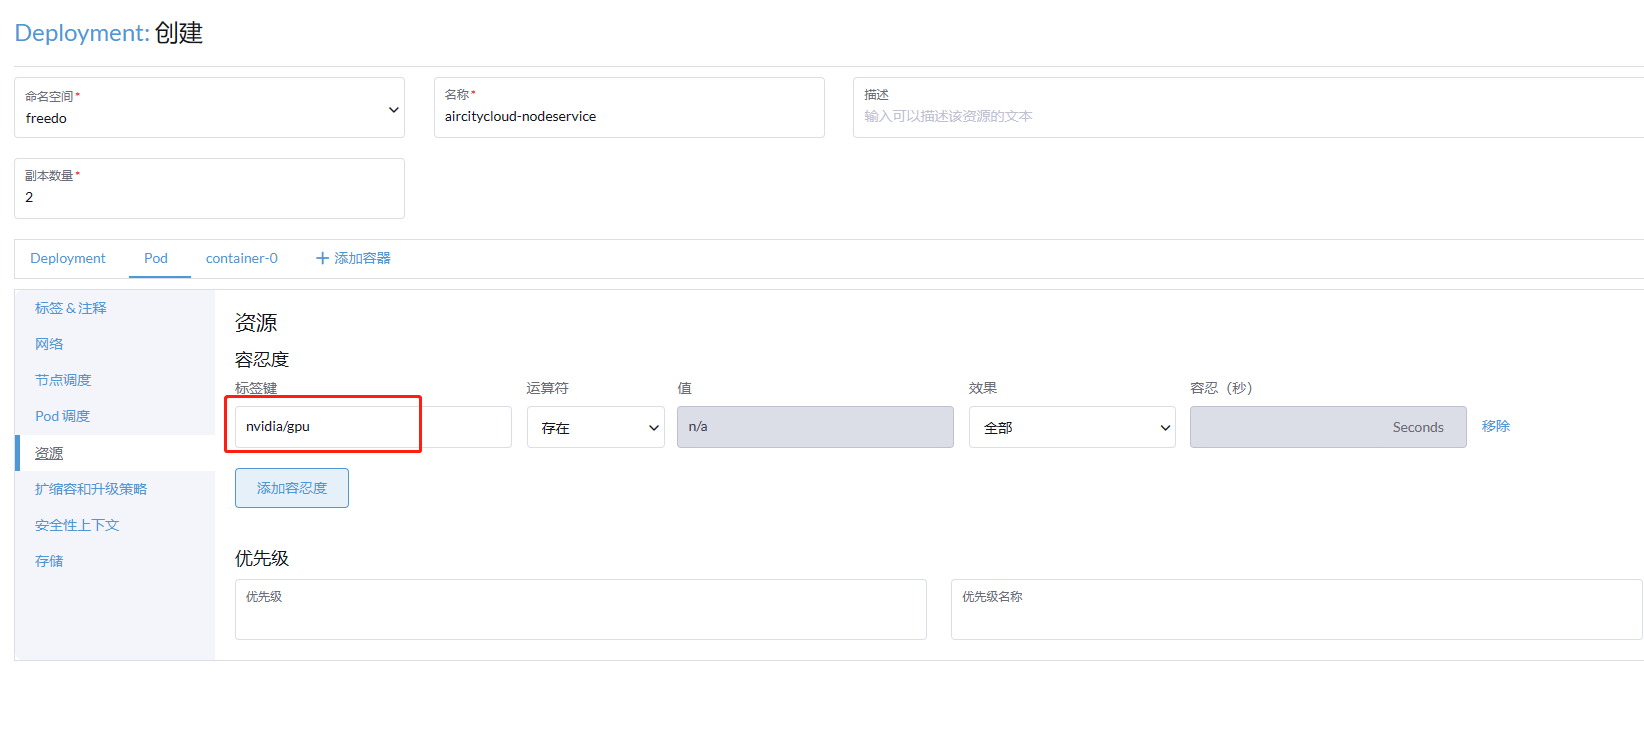 Deployment: 创建
命名空间*
freedo
名称*
aircitycloud-nodeservice
描述
输入可以描述该资源的文本
副本数量*
2
Deployment Pod container-0 添加容器
标签 & 注释
网络
节点调度
Pod 调度
资源
扩缩容和升级策略
安全性上下文
存储
资源
容忍度
标签键 运算符 值 效果 容忍（秒）
nvidia/gpu 存在 n/a 全部 Seconds 移除
添加容忍度
优先级
优先级
优先级名称